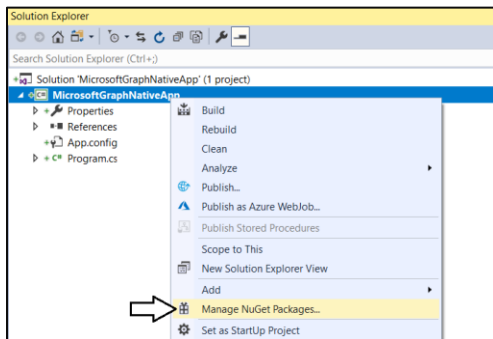 Solution Explorer
Search Solution Explorer (Ctrl+;)
Solution 'MicrosoftGraphNativeApp' (1 project)
MicrosoftGraphNativeApp
Properties
References
App.config
C# Program.cs
Build
Rebuild
Clean
Analyze
Publish...
Publish as Azure WebJob...
Publish Stored Procedures
Scope to This
New Solution Explorer View
Add
Manage NuGet Packages...
Set as StartUp Project